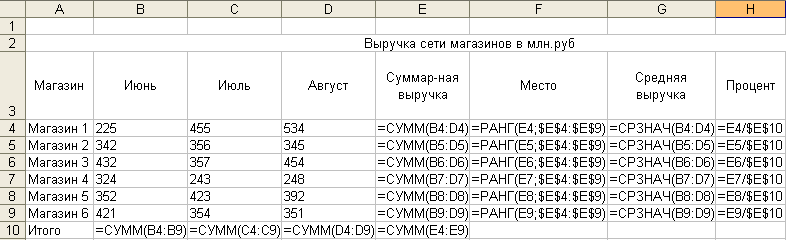 A B C D E F G H
1
2 Выручка сети магазинов в млн.руб
3 Магазин Июнь Июль Август Суммар-ная выручка Место Средняя выручка Процент
4 Магазин 1 225 455 534 =СУММ(B4:D4) =РАНГ(E4;$E$4:$E$9) =СРЗНАЧ(B4:D4) =E4/$E$10
5 Магазин 2 342 356 345 =СУММ(B5:D5) =РАНГ(E5;$E$4:$E$9) =СРЗНАЧ(B5:D5) =E5/$E$10
6 Магазин 3 432 357 454 =СУММ(B6:D6) =РАНГ(E6;$E$4:$E$9) =СРЗНАЧ(B6:D6) =E6/$E$10
7 Магазин 4 324 243 248 =СУММ(B7:D7) =РАНГ(E7;$E$4:$E$9) =СРЗНАЧ(B7:D7) =E7/$E$10
8 Магазин 5 352 423 392 =СУММ(B8:D8) =РАНГ(E8;$E$4:$E$9) =СРЗНАЧ(B8:D8) =E8/$E$10
9 Магазин 6 421 354 351 =СУММ(B9:D9) =РАНГ(E9;$E$4:$E$9) =СРЗНАЧ(B9:D9) =E9/$E$10
10 Итого =СУММ(B4:B9) =СУММ(C4:C9) =СУММ(D4:D9) =СУММ(E4:E9)